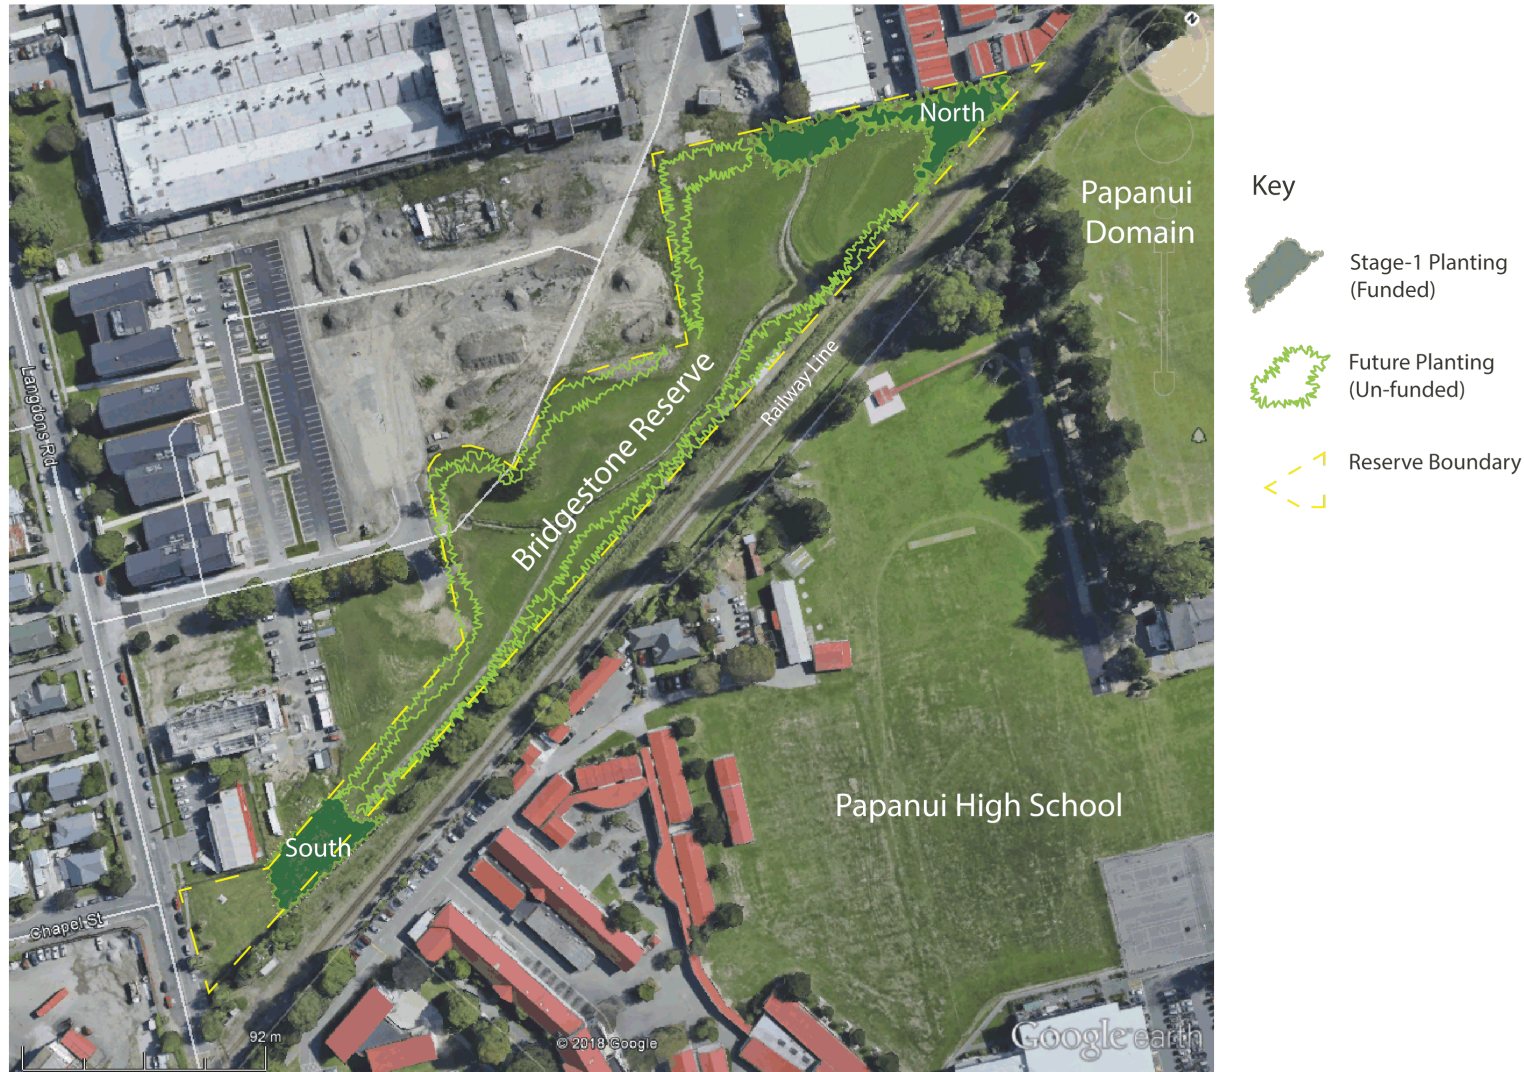 N
North
Papanui
Domain
Key
Stage-1 Planting
(Funded)
Future Planting
(Un-funded)
Reserve Boundary
Langdons Rd
Bridgestone Reserve
Railway Line
Papanui High School
South
Chapel St
92 m
© 2018 Google
Google earth